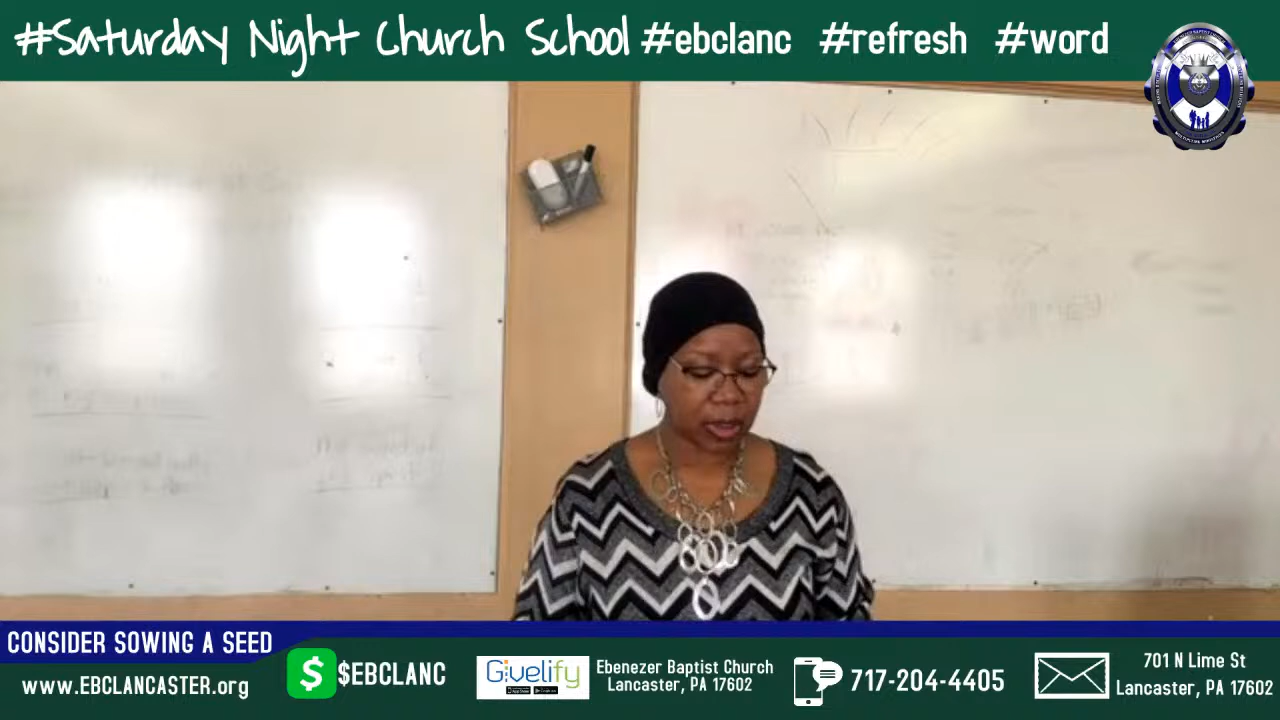 #Saturday Night Church School #ebclanc #refresh #word
CONSIDER SOWING A SEED
www.EBCLANCASTER.org
$
$EBCLANC
Givelify
Ebenezer Baptist Church
Lancaster, PA 17602
717-204-4405
701 N Lime St
Lancaster, PA 17602